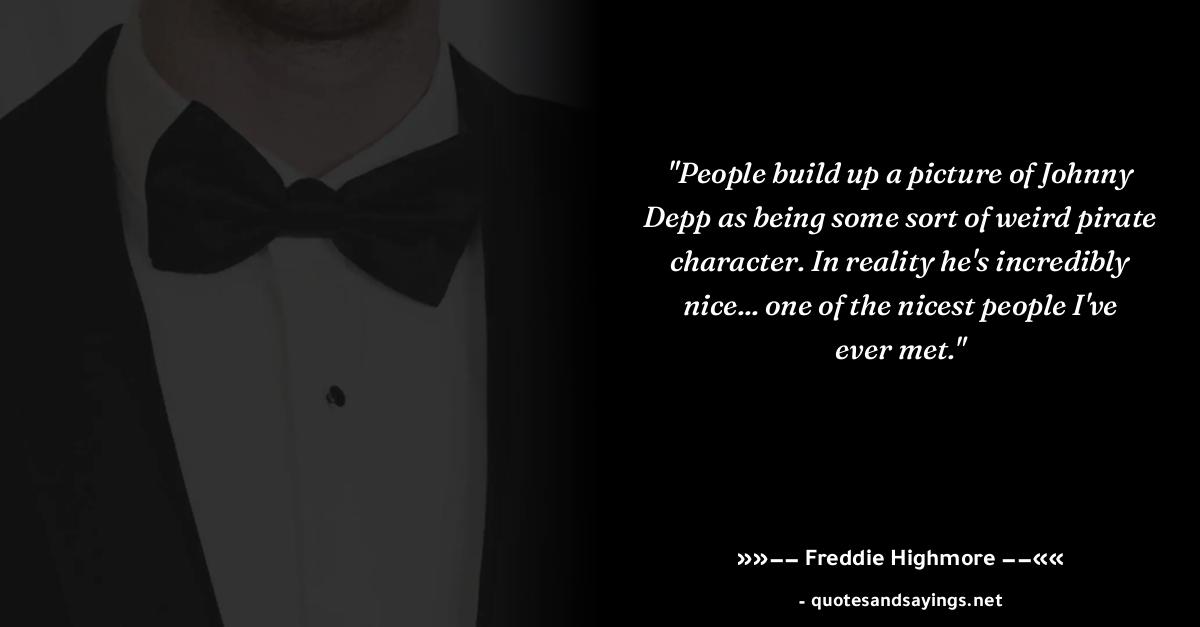 "People build up a picture of Johnny
Depp as being some sort of weird pirate
character. In reality he's incredibly
nice... one of the nicest people I've
ever met."
»»−− Freddie Highmore −−««
- quotesandsayings.net